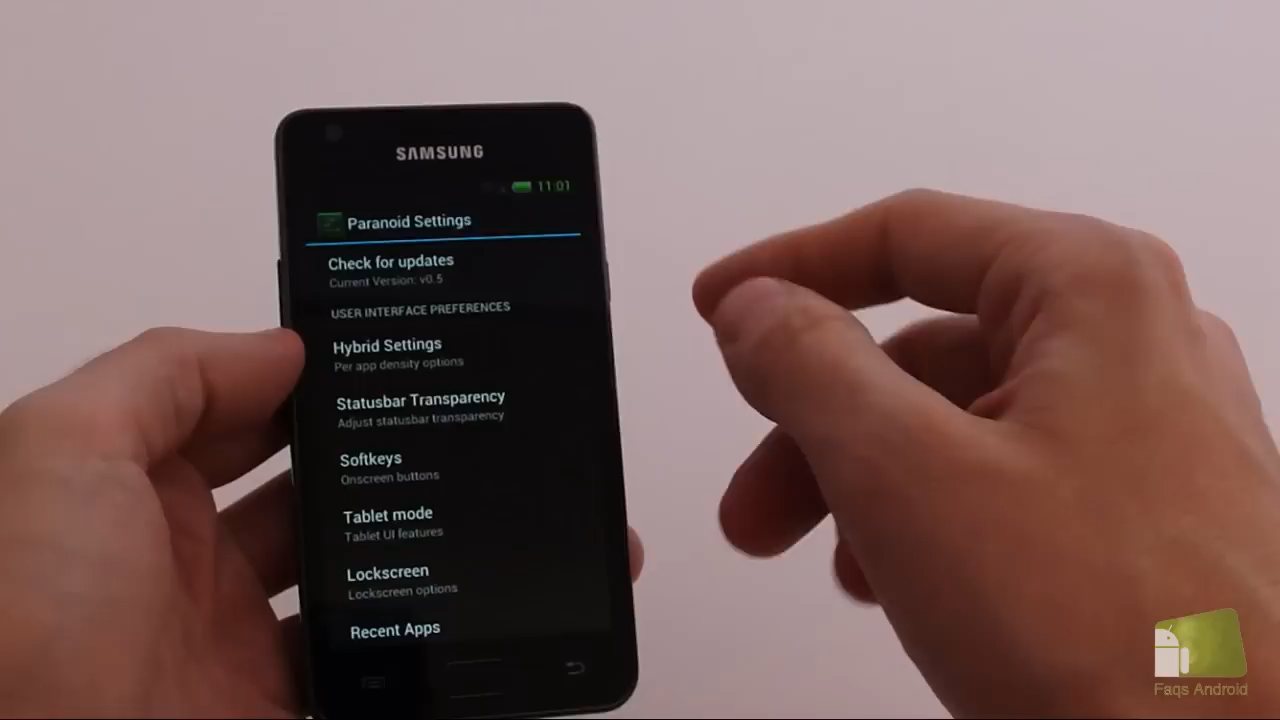 SAMSUNG
11:01
Paranoid Settings
Check for updates
Current Version: v0.5
USER INTERFACE PREFERENCES
Hybrid Settings
Per app density options
Statusbar Transparency
Adjust statusbar transparency
Softkeys
Onscreen buttons
Tablet mode
Tablet UI features
Lockscreen
Lockscreen options
Recent Apps
Faqs Android